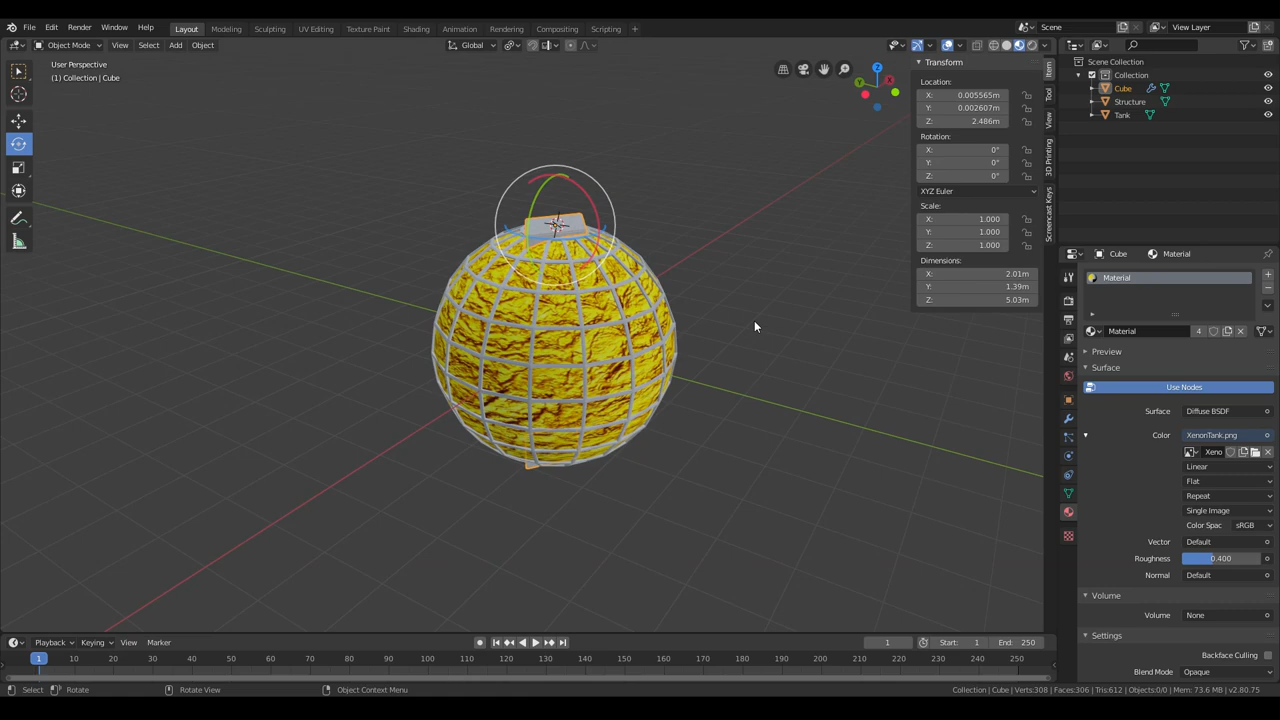 File Edit Render Window Help Layout Modeling Sculpting UV Editing Texture Paint Shading Animation Rendering Compositing Scripting + Scene View Layer
Object Mode View Select Add Object Global
User Perspective
(1) Collection | Cube
Z
Y
X
Transform
Location:
X: 0.005565m
Y: 0.002607m
Z: 2.486m
Rotation:
X: 0°
Y: 0°
Z: 0°
XYZ Euler
Scale:
X: 1.000
Y: 1.000
Z: 1.000
Dimensions:
X: 2.01m
Y: 1.39m
Z: 5.03m
Item
Tool
View
3D Printing
Screencast Keys
Scene Collection
Collection
Cube
Structure
Tank
Cube Material
Material
Material 4
Preview
Surface
Use Nodes
Surface Diffuse BSDF
Color XenonTank.png
Xeno
Linear
Flat
Repeat
Single Image
Color Spac sRGB
Vector Default
Roughness 0.400
Normal Default
Volume
Volume None
Settings
Backface Culling
Blend Mode Opaque
Playback Keying View Marker 1 Start: 1 End: 250
1 10 20 30 40 50 60 70 80 90 100 110 120 130 140 150 160 170 180 190 200 210 220 230 240 250
Select Rotate Rotate View Object Context Menu Collection | Cube | Verts:308 | Faces:306 | Tris:612 | Objects:0/0 | Mem: 73.6 MB | v2.80.75